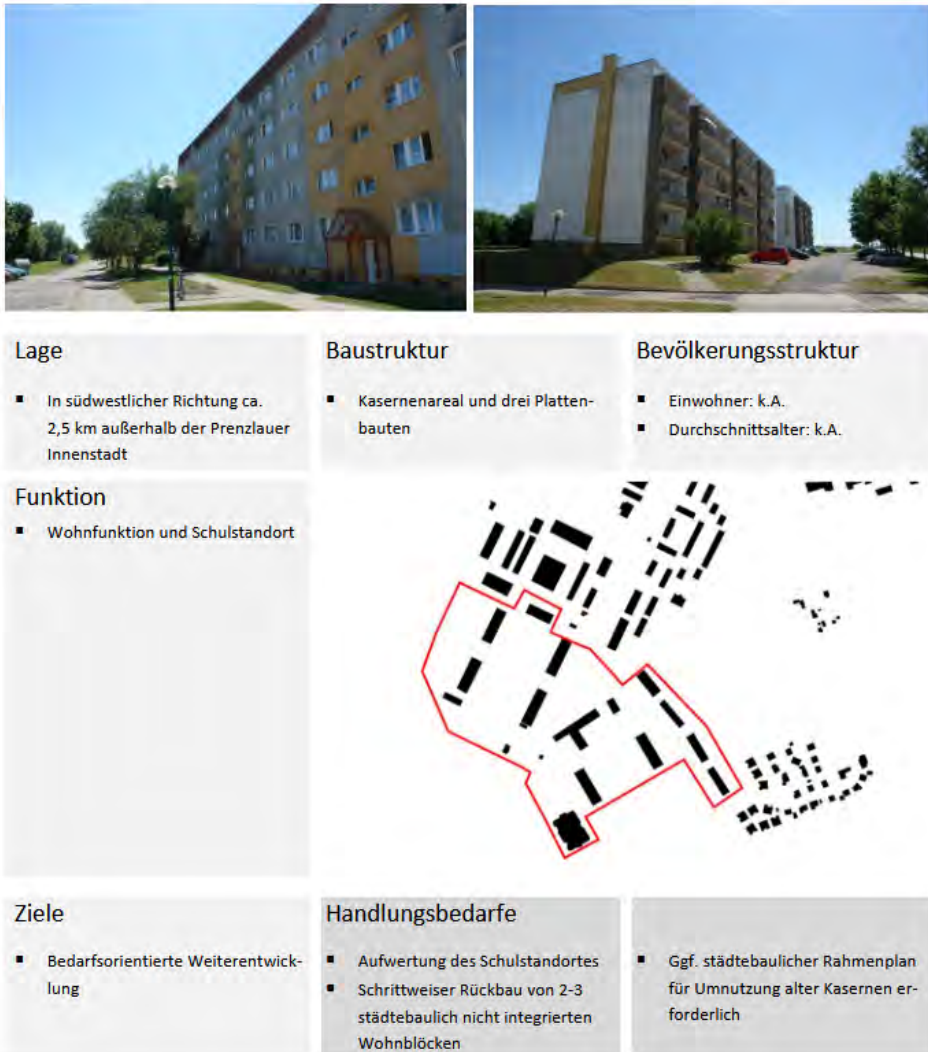 Lage
▪ In südwestlicher Richtung ca.
2,5 km außerhalb der Prenzlauer
Innenstadt
Baustruktur
▪ Kasernenareal und drei Platten-
bauten
Bevölkerungsstruktur
▪ Einwohner: k.A.
▪ Durchschnittsalter: k.A.
Funktion
▪ Wohnfunktion und Schulstandort
Ziele
▪ Bedarfsorientierte Weiterentwick-
lung
Handlungsbedarfe
▪ Aufwertung des Schulstandortes
▪ Schrittweiser Rückbau von 2-3
städtebaulich nicht integrierten
Wohnblöcken
▪ Ggf. städtebaulicher Rahmenplan
für Umnutzung alter Kasernen er-
forderlich